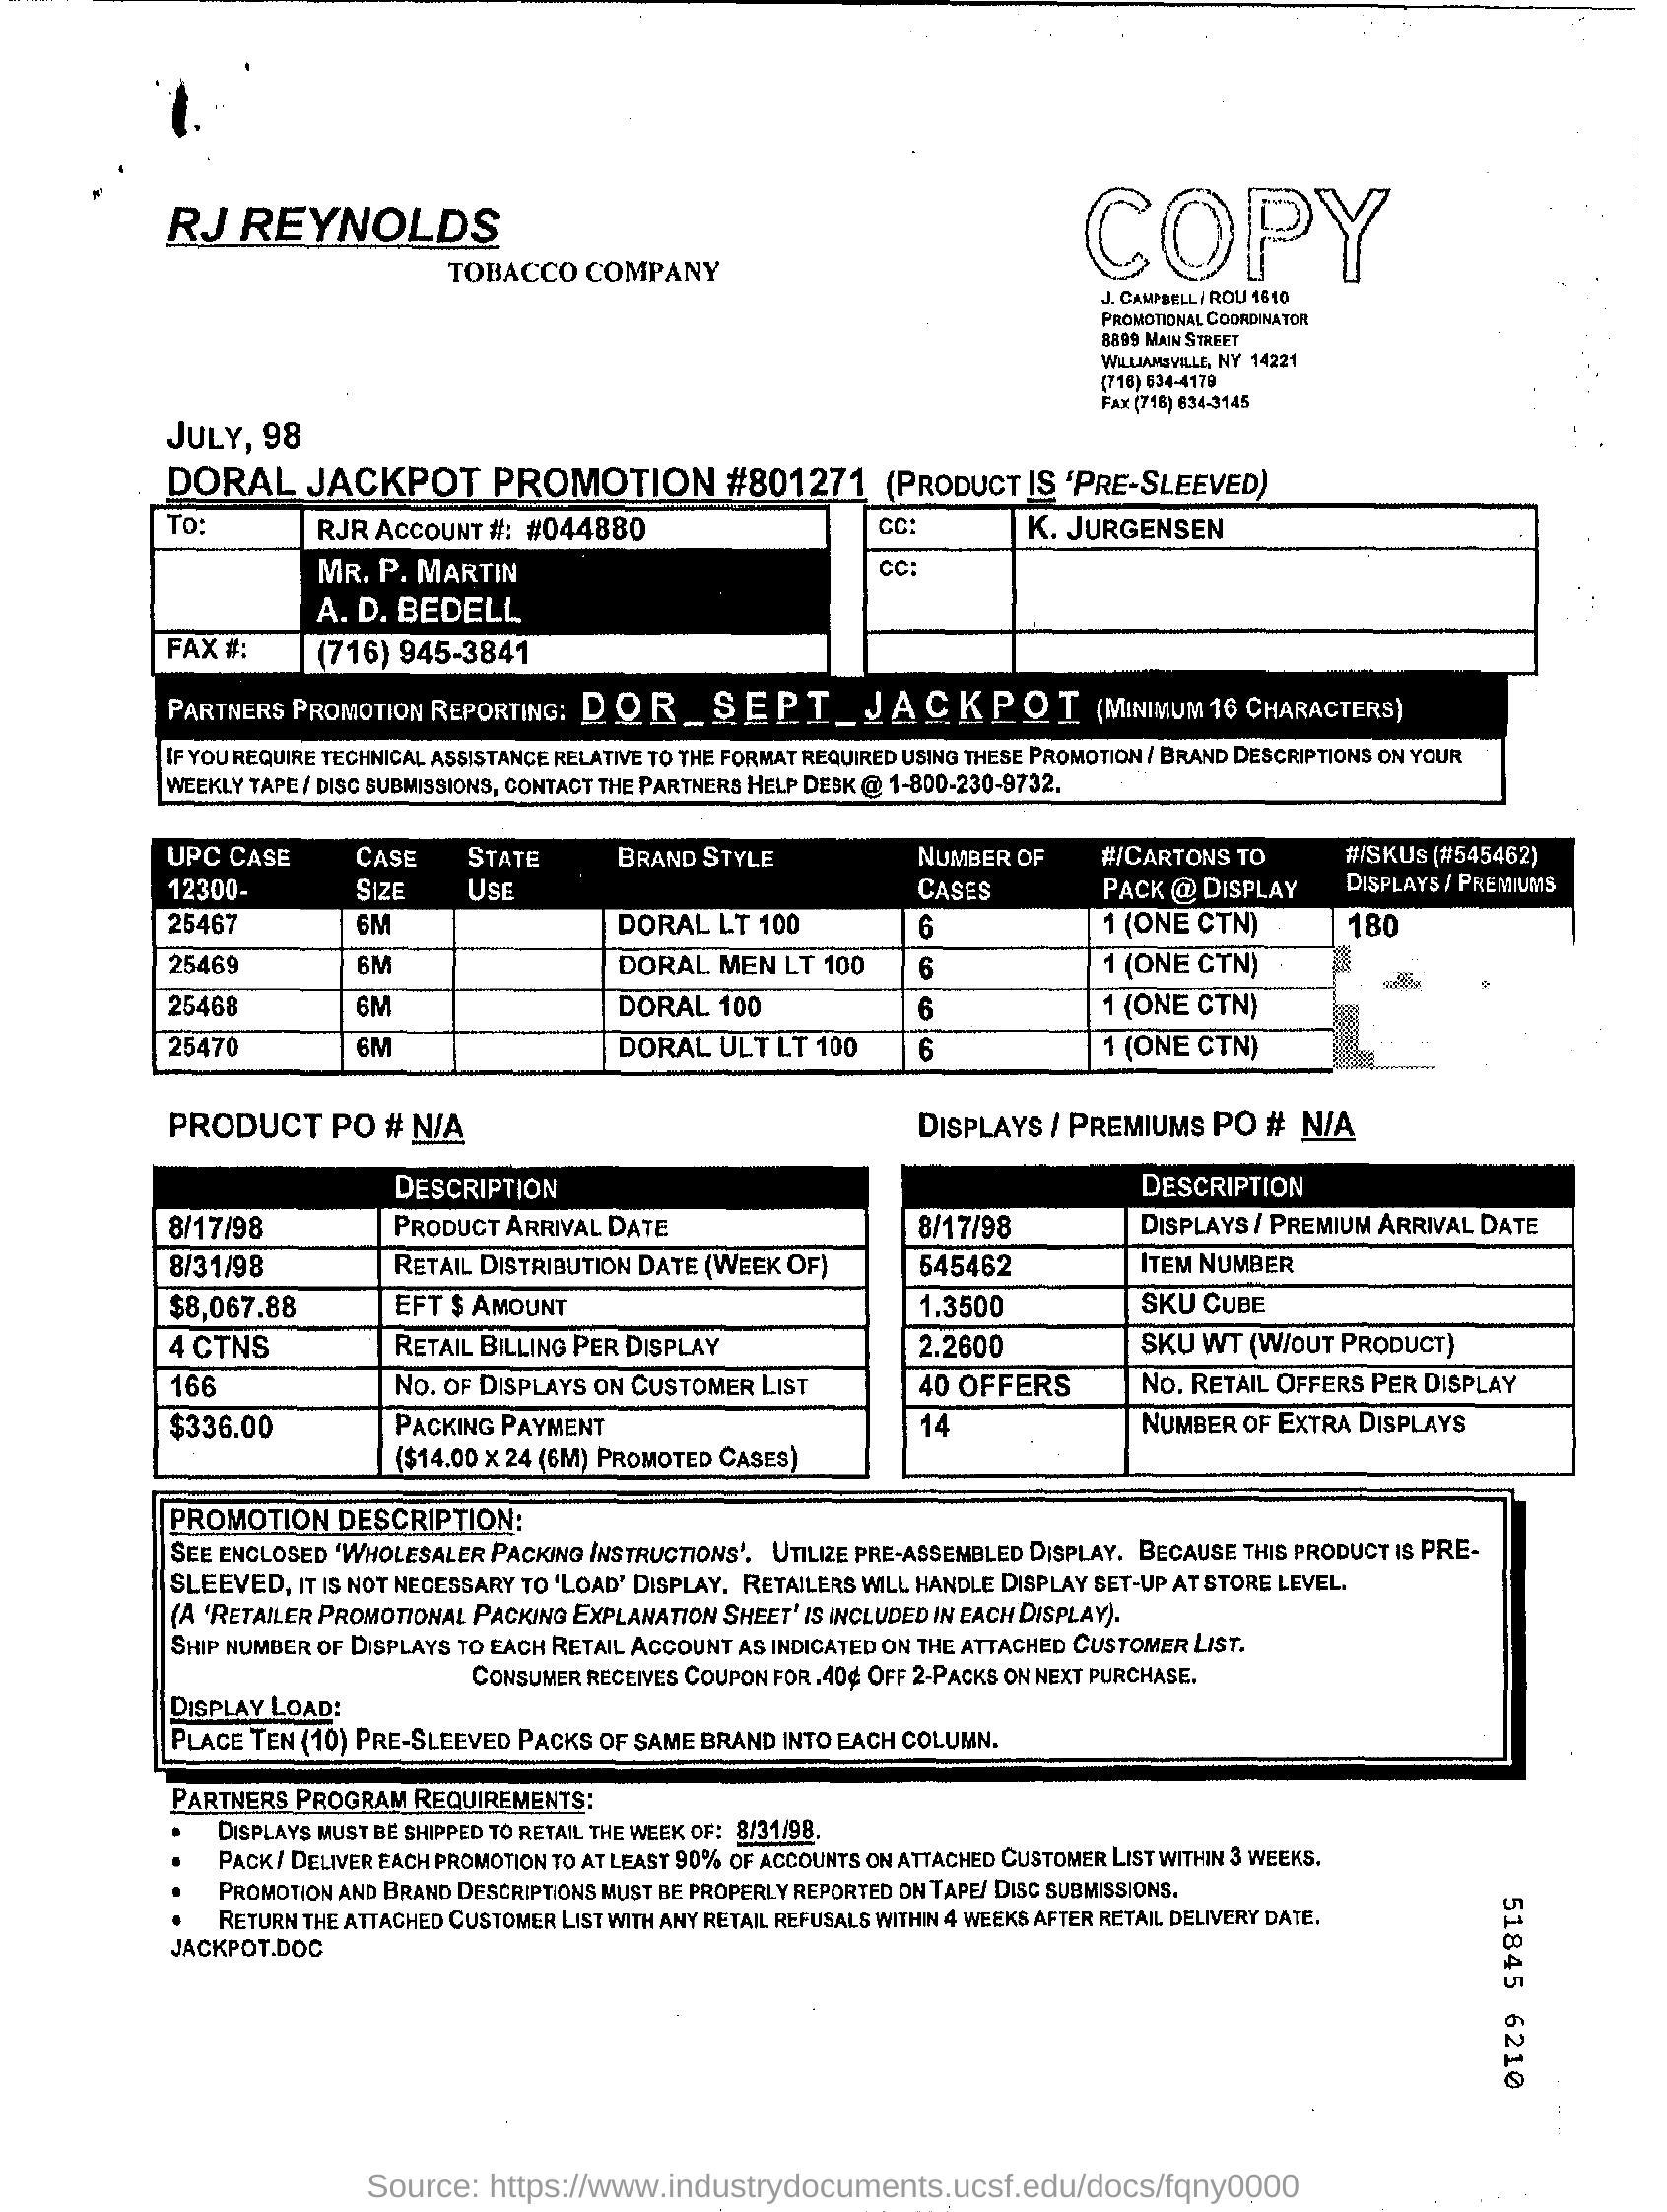 RJ REYNOLDS
TOBACCO COMPANY
COPY
J. CAMPBELL / ROU 1610
PROMOTIONAL COORDINATOR
8899 MAIN STREET
WILLIAMSVILLE, NY 14221
(716) 634-4179
FAX (716) 634-3145
JULY, 98
DORAL JACKPOT PROMOTION #801271 (PRODUCT IS 'PRE-SLEEVED)
TO: RJR ACCOUNT #: #044880 CC: K. JURGENSEN
MR. P. MARTIN CC:
A. D. BEDELL
FAX #: (716) 945-3841
PARTNERS PROMOTION REPORTING: DOR_SEPT_JACKPOT (MINIMUM 16 CHARACTERS)
IF YOU REQUIRE TECHNICAL ASSISTANCE RELATIVE TO THE FORMAT REQUIRED USING THESE PROMOTION / BRAND DESCRIPTIONS ON YOUR
WEEKLY TAPE / DISC SUBMISSIONS, CONTACT THE PARTNERS HELP DESK @ 1-800-230-9732.
UPC CASE CASE STATE BRAND STYLE NUMBER OF #/CARTONS TO #/SKUS (#545462)
12300- SIZE USE CASES PACK @ DISPLAY DISPLAYS / PREMIUMS
25467 6M DORAL LT 100 6 1 (ONE CTN) 180
25469 6M DORAL MEN LT 100 6 1 (ONE CTN)
25468 6M DORAL 100 6 1 (ONE CTN)
25470 6M DORAL ULT LT 100 6 1 (ONE CTN)
PRODUCT PO # N/A DISPLAYS / PREMIUMS PO # N/A
DESCRIPTION DESCRIPTION
8/17/98 PRODUCT ARRIVAL DATE 8/17/98 DISPLAYS / PREMIUM ARRIVAL DATE
8/31/98 RETAIL DISTRIBUTION DATE (WEEK OF) 545462 ITEM NUMBER
$8,067.88 EFT $ AMOUNT 1.3500 SKU CUBE
4 CTNS RETAIL BILLING PER DISPLAY 2.2600 SKU WT (W/OUT PRODUCT)
166 NO. OF DISPLAYS ON CUSTOMER LIST 40 OFFERS NO. RETAIL OFFERS PER DISPLAY
$336.00 PACKING PAYMENT 14 NUMBER OF EXTRA DISPLAYS
($14.00 X 24 (6M) PROMOTED CASES)
PROMOTION DESCRIPTION:
SEE ENCLOSED 'WHOLESALER PACKING INSTRUCTIONS'. UTILIZE PRE-ASSEMBLED DISPLAY. BECAUSE THIS PRODUCT IS PRE-
SLEEVED, IT IS NOT NECESSARY TO 'LOAD' DISPLAY. RETAILERS WILL HANDLE DISPLAY SET-UP AT STORE LEVEL.
(A 'RETAILER PROMOTIONAL PACKING EXPLANATION SHEET' IS INCLUDED IN EACH DISPLAY).
SHIP NUMBER OF DISPLAYS TO EACH RETAIL ACCOUNT AS INDICATED ON THE ATTACHED CUSTOMER LIST.
CONSUMER RECEIVES COUPON FOR .40¢ OFF 2-PACKS ON NEXT PURCHASE.
DISPLAY LOAD:
PLACE TEN (10) PRE-SLEEVED PACKS OF SAME BRAND INTO EACH COLUMN.
PARTNERS PROGRAM REQUIREMENTS:
• DISPLAYS MUST BE SHIPPED TO RETAIL THE WEEK OF: 8/31/98.
• PACK / DELIVER EACH PROMOTION TO AT LEAST 90% OF ACCOUNTS ON ATTACHED CUSTOMER LIST WITHIN 3 WEEKS.
• PROMOTION AND BRAND DESCRIPTIONS MUST BE PROPERLY REPORTED ON TAPE/ DISC SUBMISSIONS.
• RETURN THE ATTACHED CUSTOMER LIST WITH ANY RETAIL REFUSALS WITHIN 4 WEEKS AFTER RETAIL DELIVERY DATE.
JACKPOT.DOC
51845 6210
Source: https://www.industrydocuments.ucsf.edu/docs/fqny0000